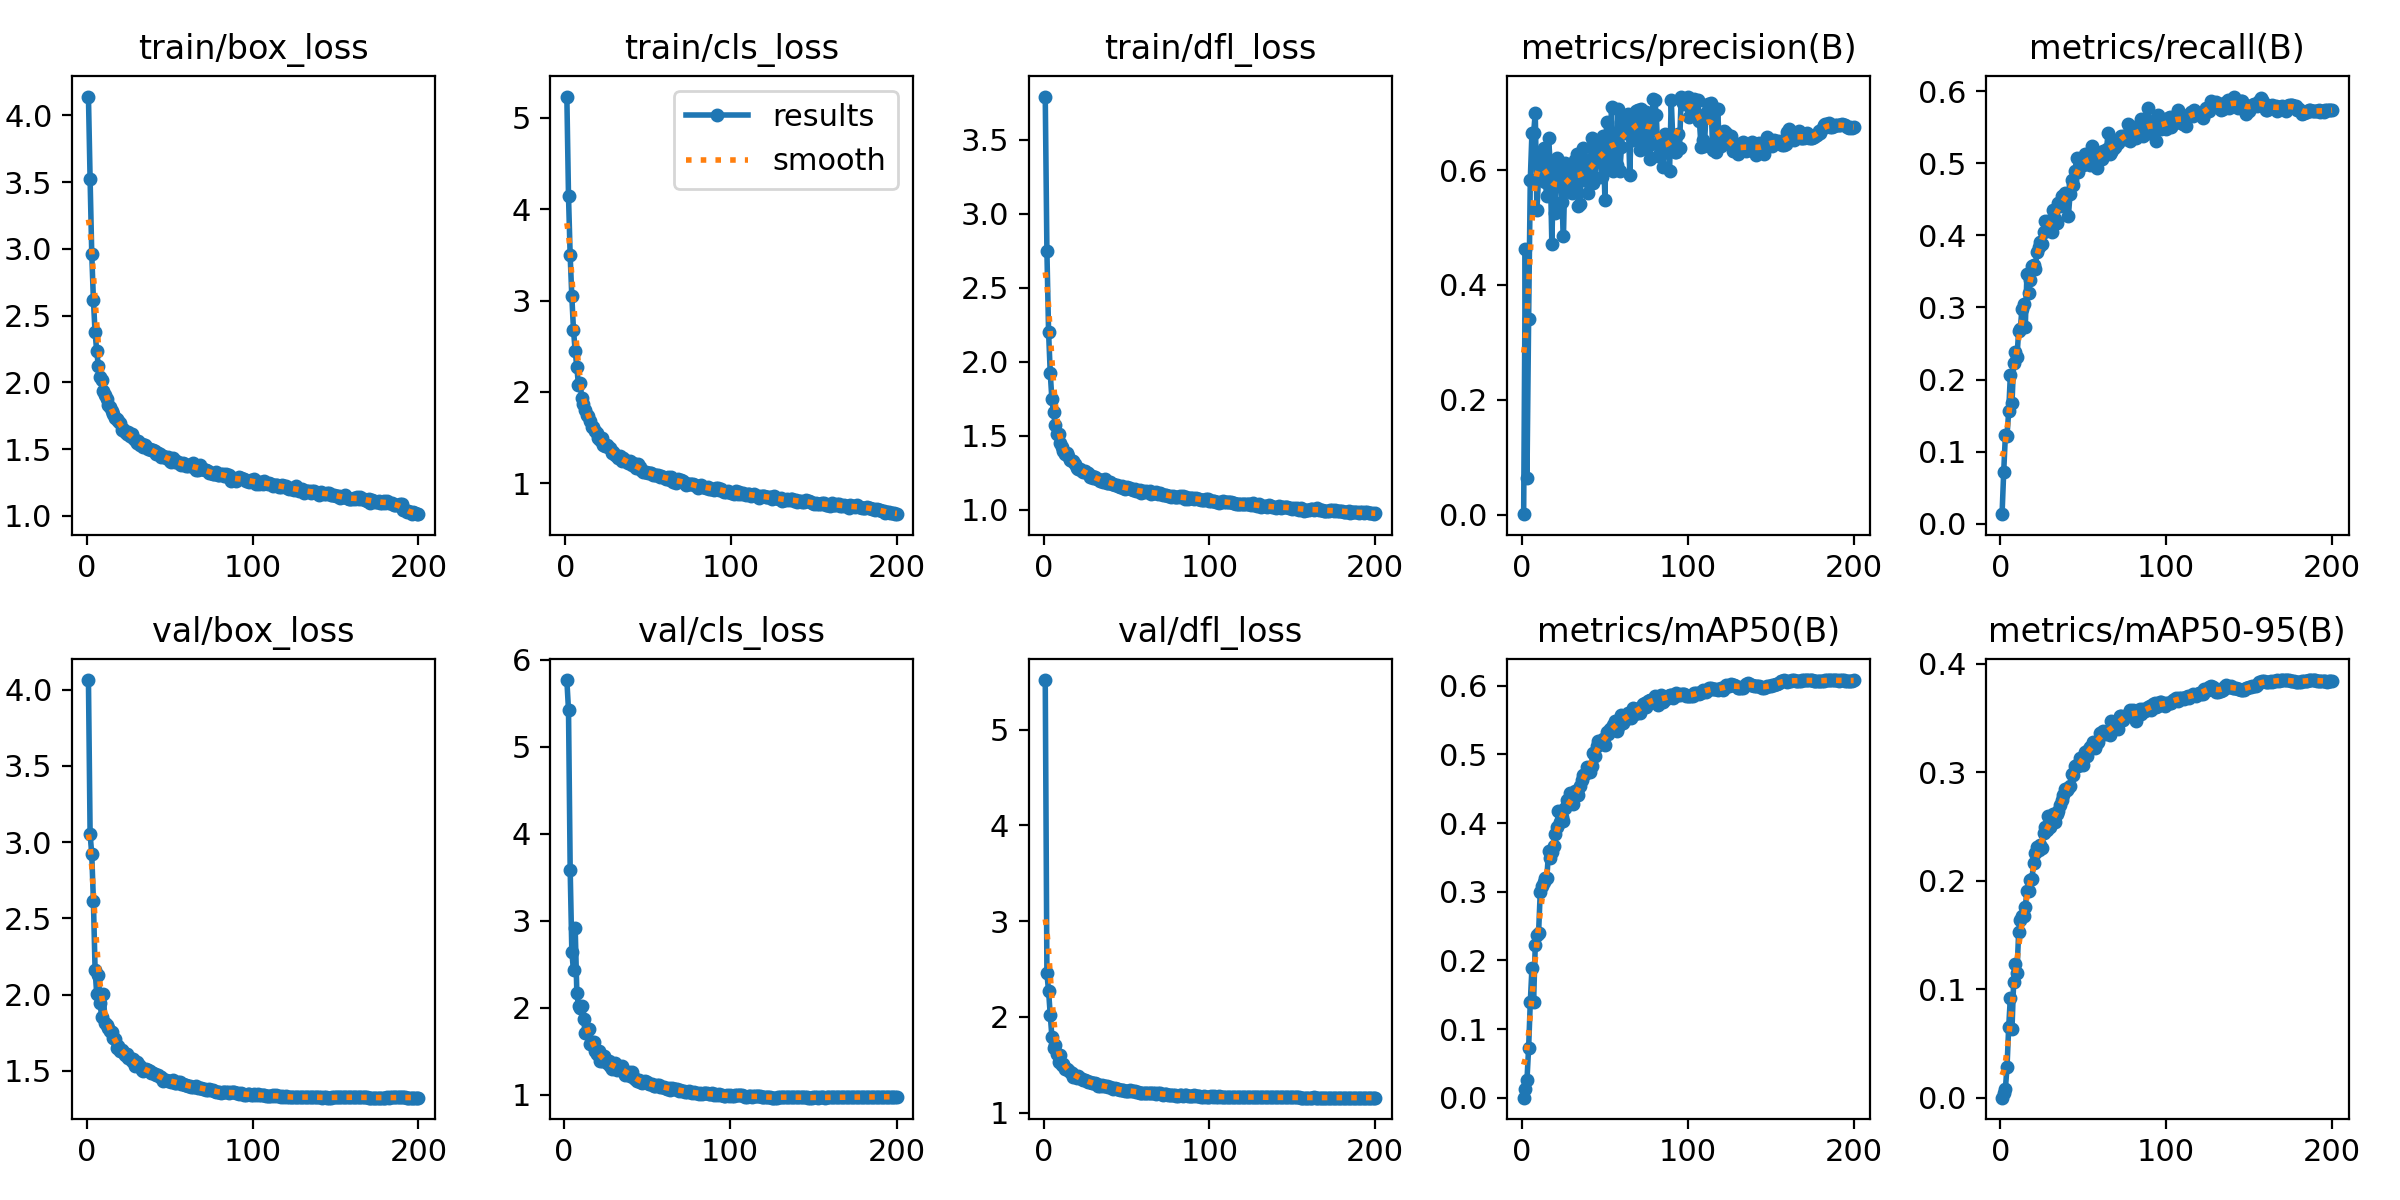 train/box_loss
train/cls_loss
train/dfl_loss
metrics/precision(B)
metrics/recall(B)
4.0
3.5
3.0
2.5
2.0
1.5
1.0
0 100 200
5
4
3
2
1
results
smooth
0 100 200
3.5
3.0
2.5
2.0
1.5
1.0
0 100 200
0.6
0.4
0.2
0.0
0 100 200
0.6
0.5
0.4
0.3
0.2
0.1
0.0
0 100 200
val/box_loss
val/cls_loss
val/dfl_loss
metrics/mAP50(B)
metrics/mAP50-95(B)
4.0
3.5
3.0
2.5
2.0
1.5
0 100 200
6
5
4
3
2
1
0 100 200
5
4
3
2
1
0 100 200
0.6
0.5
0.4
0.3
0.2
0.1
0.0
0 100 200
0.4
0.3
0.2
0.1
0.0
0 100 200